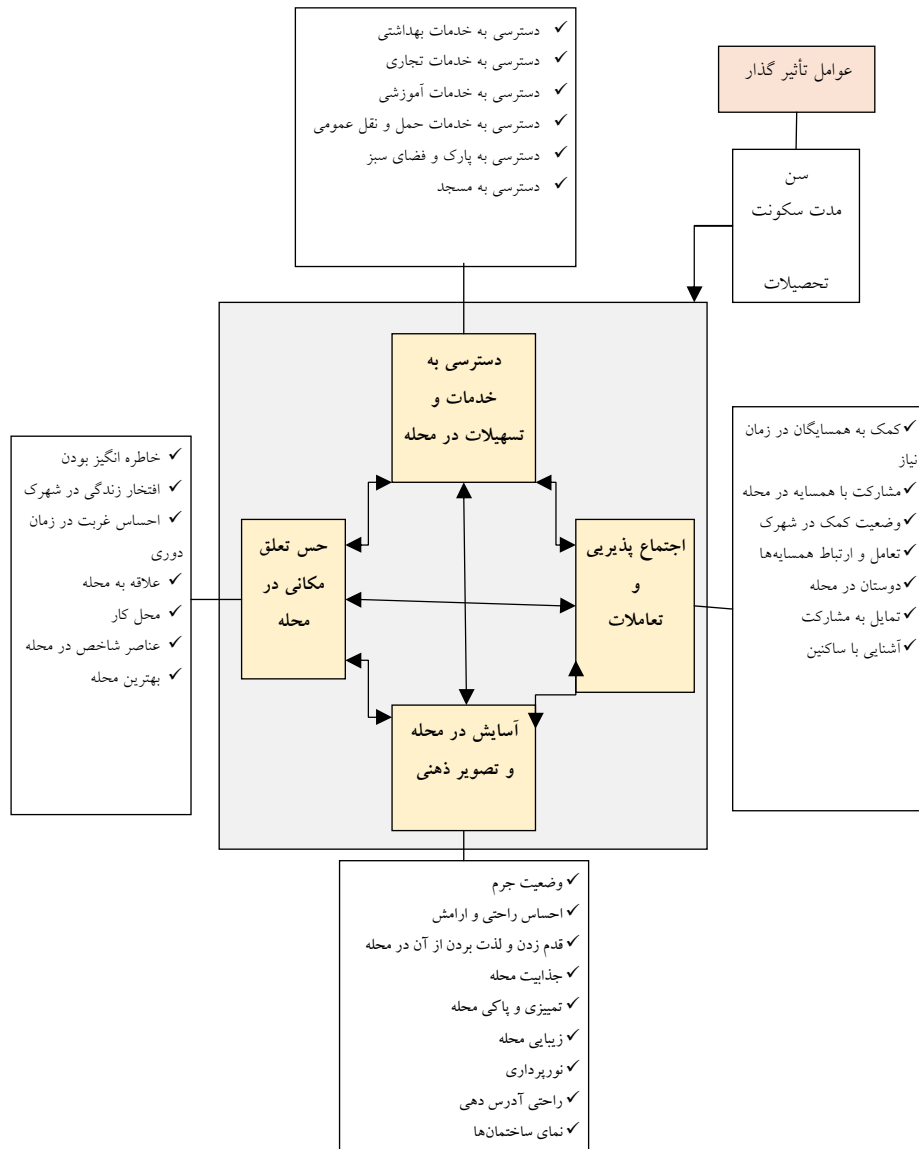 ✓ دسترسی به خدمات بهداشتی
✓ دسترسی به خدمات تجاری
✓ دسترسی به خدمات آموزشی
✓ دسترسی به خدمات حمل و نقل عمومی
✓ دسترسی به پارک و فضای سبز
✓ دسترسی به مسجد
عوامل تأثیر گذار
سن
مدت سکونت
تحصیلات
دسترسی به
خدمات و
تسهیلات در محله
✓کمک به همسایگان در زمان
نیاز
✓مشارکت با همسایه در محله
✓وضعیت کمک در شهرک
✓تعامل و ارتباط همسایه‌ها
✓دوستان در محله
✓تمایل به مشارکت
✓آشنایی با ساکنین
اجتماع پذیریی
و
تعاملات
حس تعلق
مکانی در
محله
✓ خاطره انگیز بودن
✓ افتخار زندگی در شهرک
✓ احساس غربت در زمان
دوری
✓ علاقه به محله
✓ محل کار
✓ عناصر شاخص در محله
✓ بهترین محله
آسایش در محله
و تصویر ذهنی
✓وضعیت جرم
✓احساس راحتی و ارامش
✓قدم زدن و لذت بردن از آن در محله
✓جذابیت محله
✓تمییزی و پاکی محله
✓زیبایی محله
✓نورپرداری
✓راحتی آدرس دهی
✓نمای ساختمان‌ها